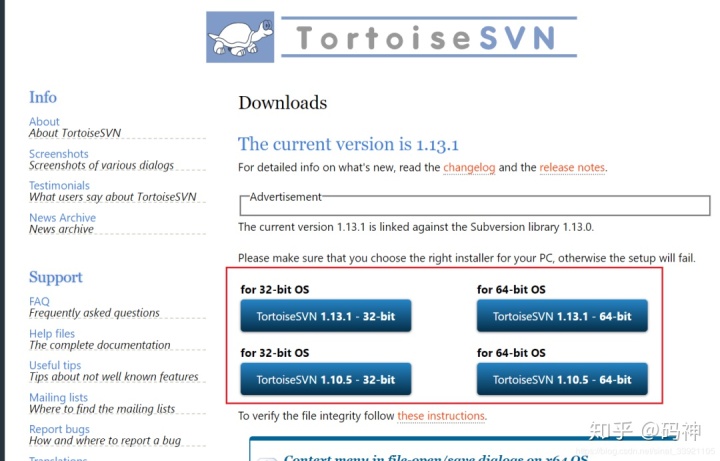 TortoiseSVN
Info
About
About TortoiseSVN
Screenshots
Screenshots of various dialogs
Testimonials
What users say about TortoiseSVN
News Archive
News archive
Support
FAQ
Frequently asked questions
Help files
The complete documentation
Useful tips
Tips about not well known features
Mailing lists
Where to find the mailing lists
Report bugs
How and where to report a bug
Translations
Downloads
The current version is 1.13.1
For detailed info on what's new, read the changelog and the release notes.
Advertisement
The current version 1.13.1 is linked against the Subversion library 1.13.0.
Please make sure that you choose the right installer for your PC, otherwise the setup will fail.
for 32-bit OS for 64-bit OS
TortoiseSVN 1.13.1 - 32-bit TortoiseSVN 1.13.1 - 64-bit
for 32-bit OS for 64-bit OS
TortoiseSVN 1.10.5 - 32-bit TortoiseSVN 1.10.5 - 64-bit
To verify the file integrity follow these instructions.
Context menu in file-open/save dialogs on x64 OS
知乎 @码神